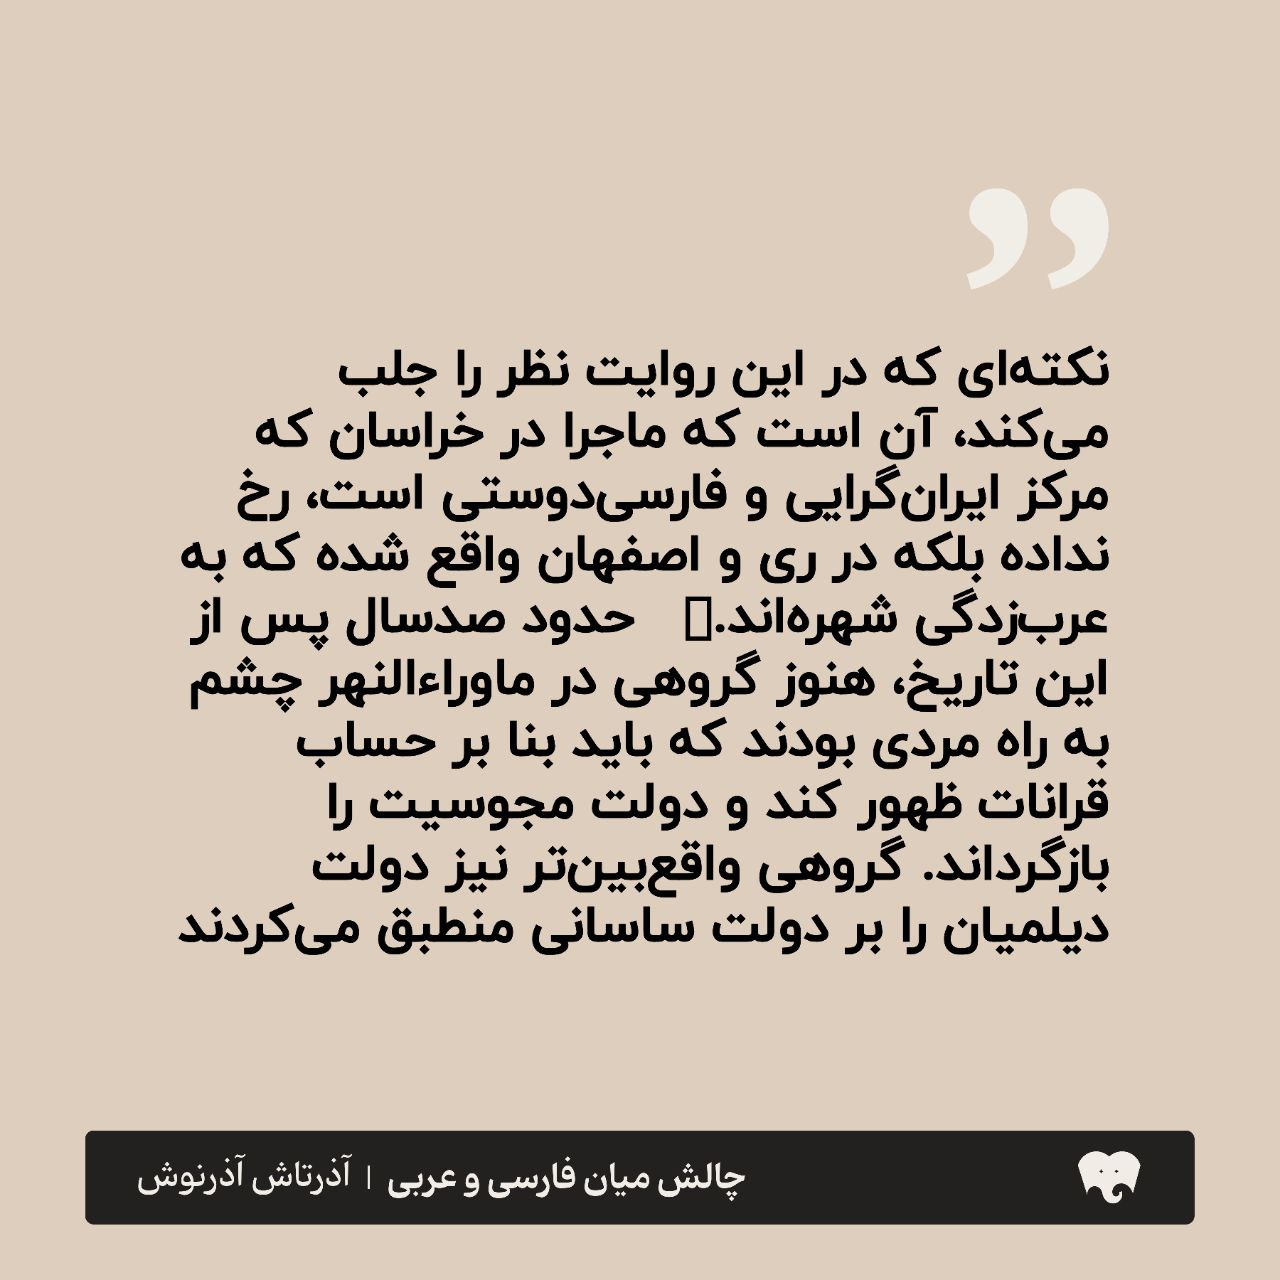 ”
نکته‌ای که در این روایت نظر را جلب
می‌کند، آن است که ماجرا در خراسان که
مرکز ایران‌گرایی و فارسی‌دوستی است، رخ
نداده بلکه در ری و اصفهان واقع شده که به
عرب‌زدگی شهره‌اند.▯ حدود صدسال پس از
این تاریخ، هنوز گروهی در ماوراءالنهر چشم
به راه مردی بودند که باید بنا بر حساب
قرانات ظهور کند و دولت مجوسیت را
بازگرداند. گروهی واقع‌بین‌تر نیز دولت
دیلمیان را بر دولت ساسانی منطبق می‌کردند
چالش میان فارسی و عربی | آذرتاش آذرنوش